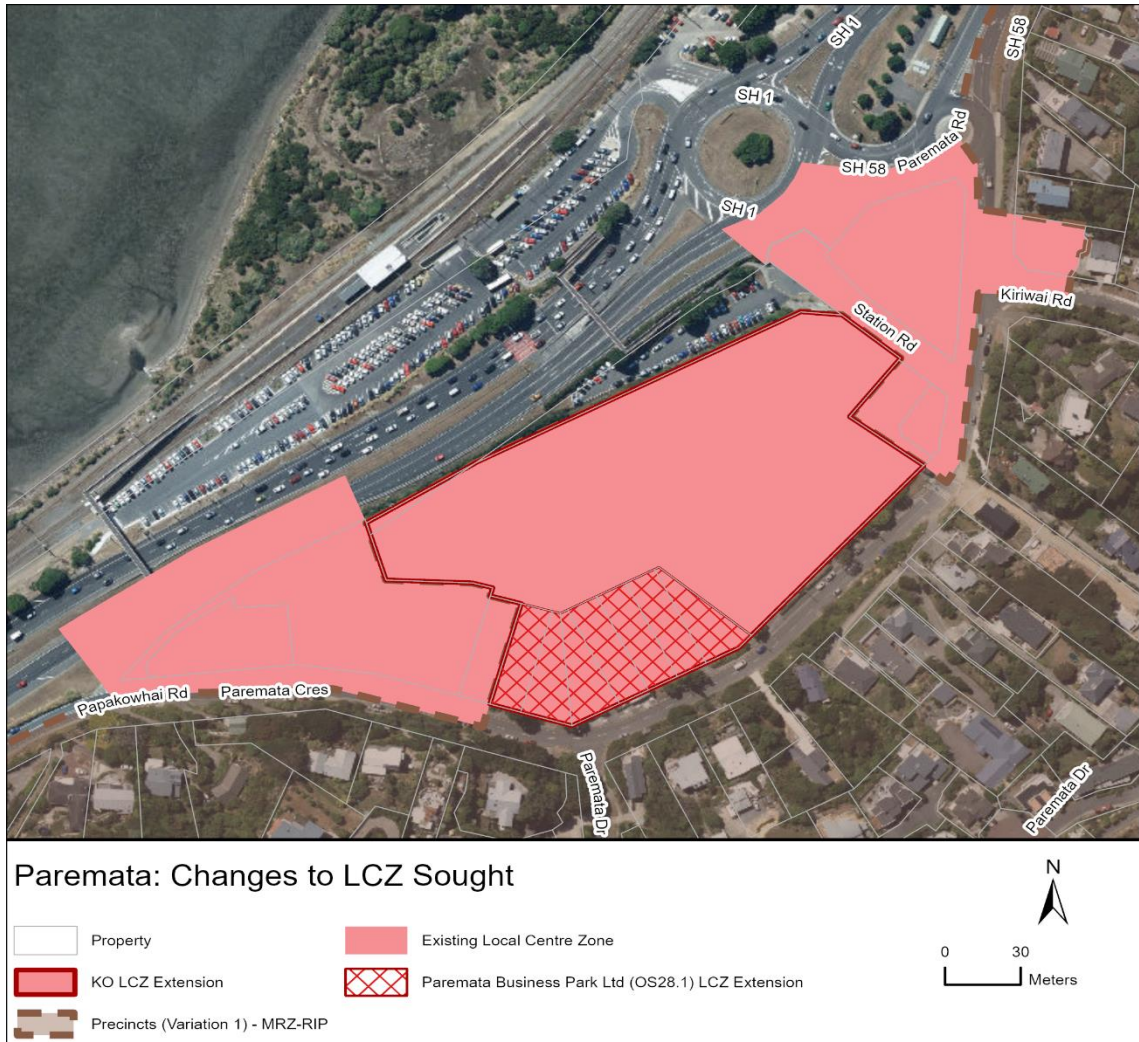 SH 1
SH 58
SH 1
SH 58
Paremata Rd
SH 1
Kiriwai Rd
Station Rd
Papakowhai Rd
Paremata Cres
Paremata Dr
Paremata Dr
Paremata: Changes to LCZ Sought
N
Property
Existing Local Centre Zone
0 30
KO LCZ Extension
Paremata Business Park Ltd (OS28.1) LCZ Extension
Meters
Precincts (Variation 1) - MRZ-RIP